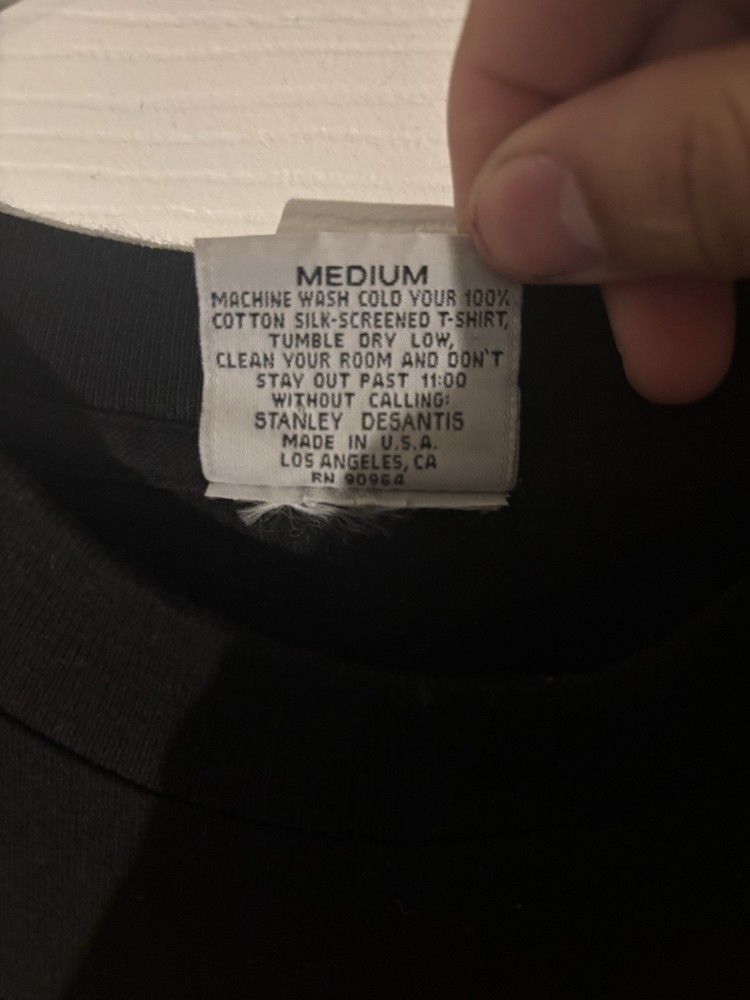 MEDIUM
MACHINE WASH COLD YOUR 100%
COTTON SILK-SCREENED T-SHIRT,
TUMBLE DRY LOW,
CLEAN YOUR ROOM AND DON'T
STAY OUT PAST 11:00
WITHOUT CALLING:
STANLEY DESANTIS
MADE IN U.S.A.
LOS ANGELES, CA
RN 90964